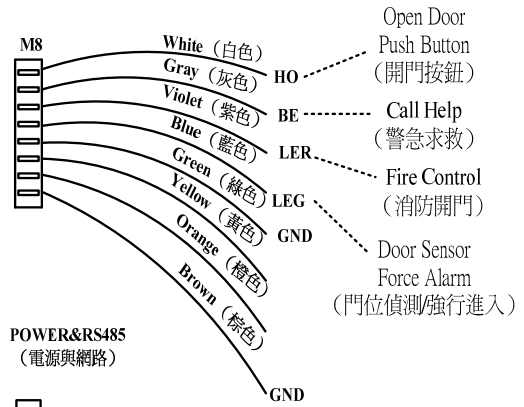 M8
White (白色)
Gray (灰色)
Violet (紫色)
Blue (藍色)
Green (綠色)
Yellow (黃色)
Orange (橙色)
Brown (棕色)
HO
BE
LER
LEG
GND
GND
Open Door
Push Button
(開門按鈕)
Call Help
(警急求救)
Fire Control
(消防開門)
Door Sensor
Force Alarm
(門位偵測/強行進入)
POWER&RS485
(電源與網路)